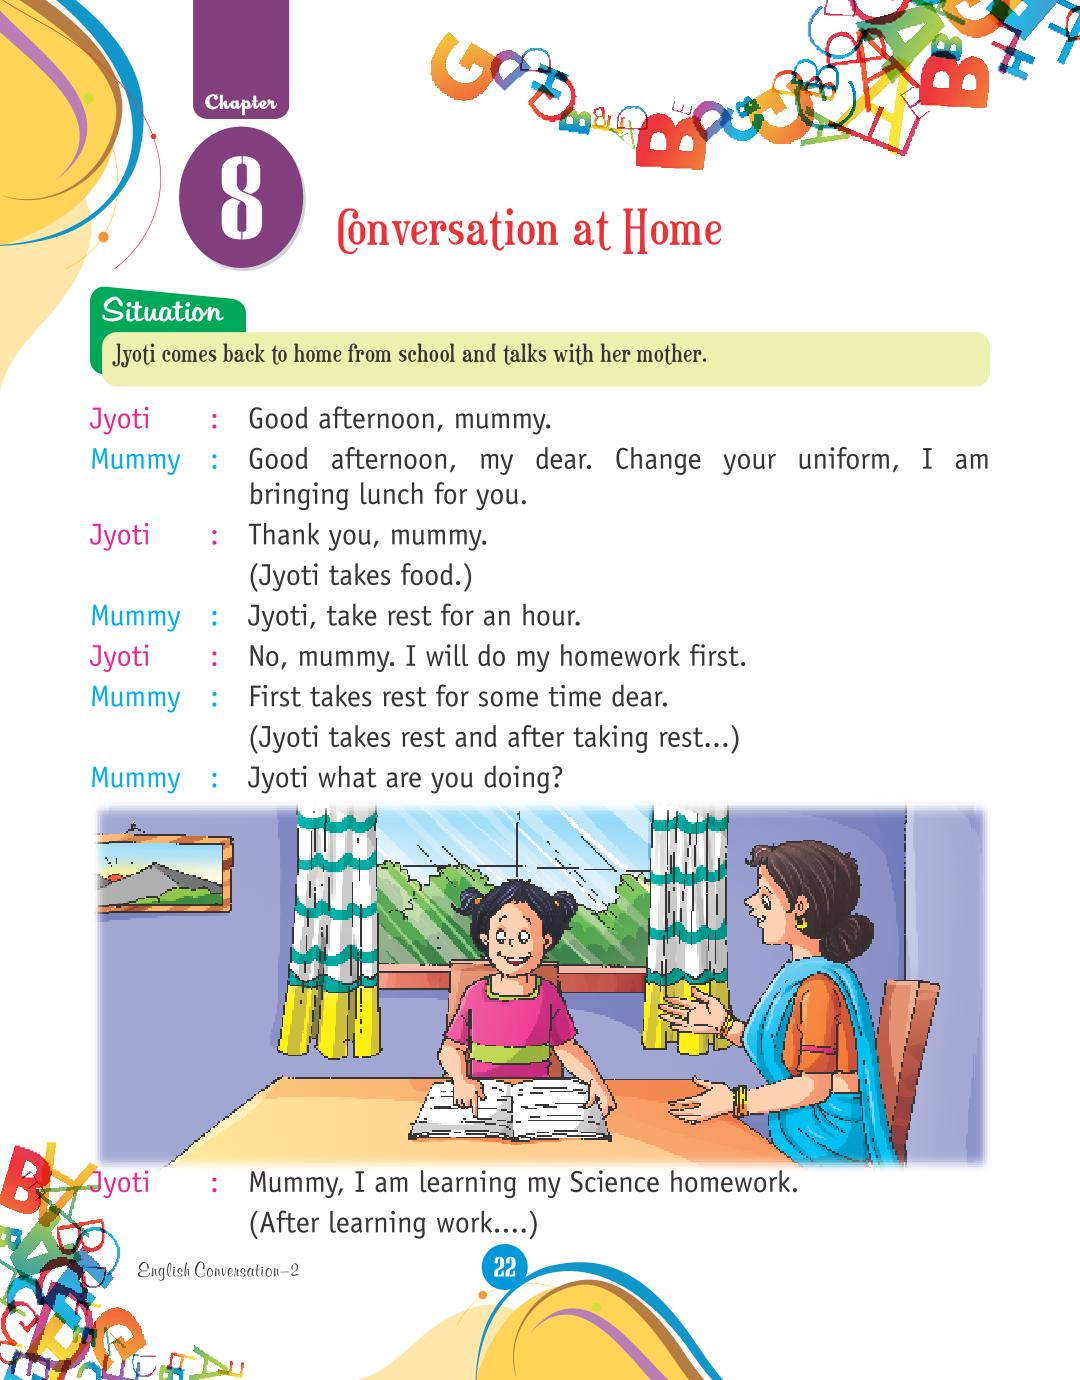 Chapter
8
Conversation at Home
Situation
Jyoti comes back to home from school and talks with her mother.
Jyoti : Good afternoon, mummy.
Mummy : Good afternoon, my dear. Change your uniform, I am
bringing lunch for you.
Jyoti : Thank you, mummy.
(Jyoti takes food.)
Mummy : Jyoti, take rest for an hour.
Jyoti : No, mummy. I will do my homework first.
Mummy : First takes rest for some time dear.
(Jyoti takes rest and after taking rest...)
Mummy : Jyoti what are you doing?
Jyoti : Mummy, I am learning my Science homework.
(After learning work....)
English Conversation–2
22